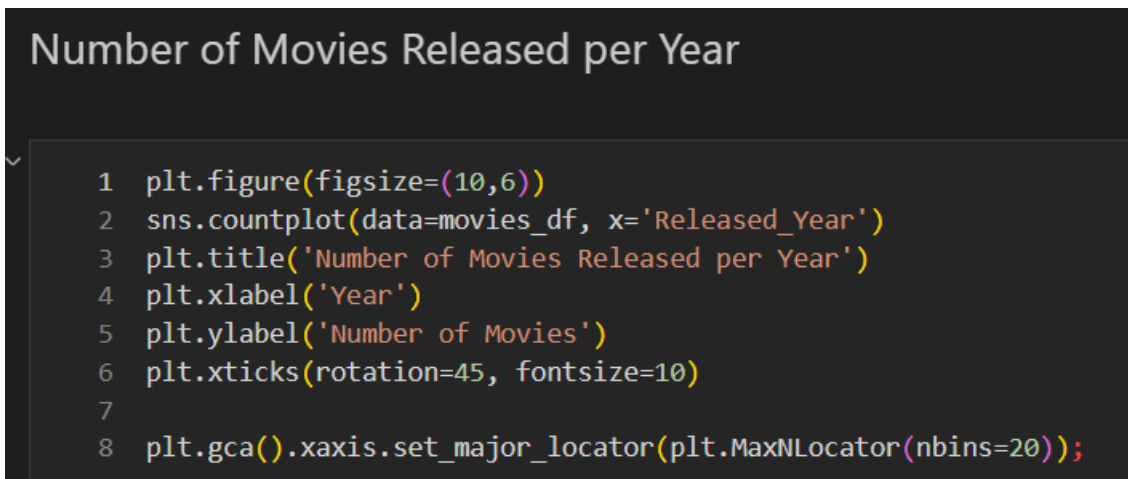 Number of Movies Released per Year
1 plt.figure(figsize=(10,6))
2 sns.countplot(data=movies_df, x='Released_Year')
3 plt.title('Number of Movies Released per Year')
4 plt.xlabel('Year')
5 plt.ylabel('Number of Movies')
6 plt.xticks(rotation=45, fontsize=10)
7
8 plt.gca().xaxis.set_major_locator(plt.MaxNLocator(nbins=20));